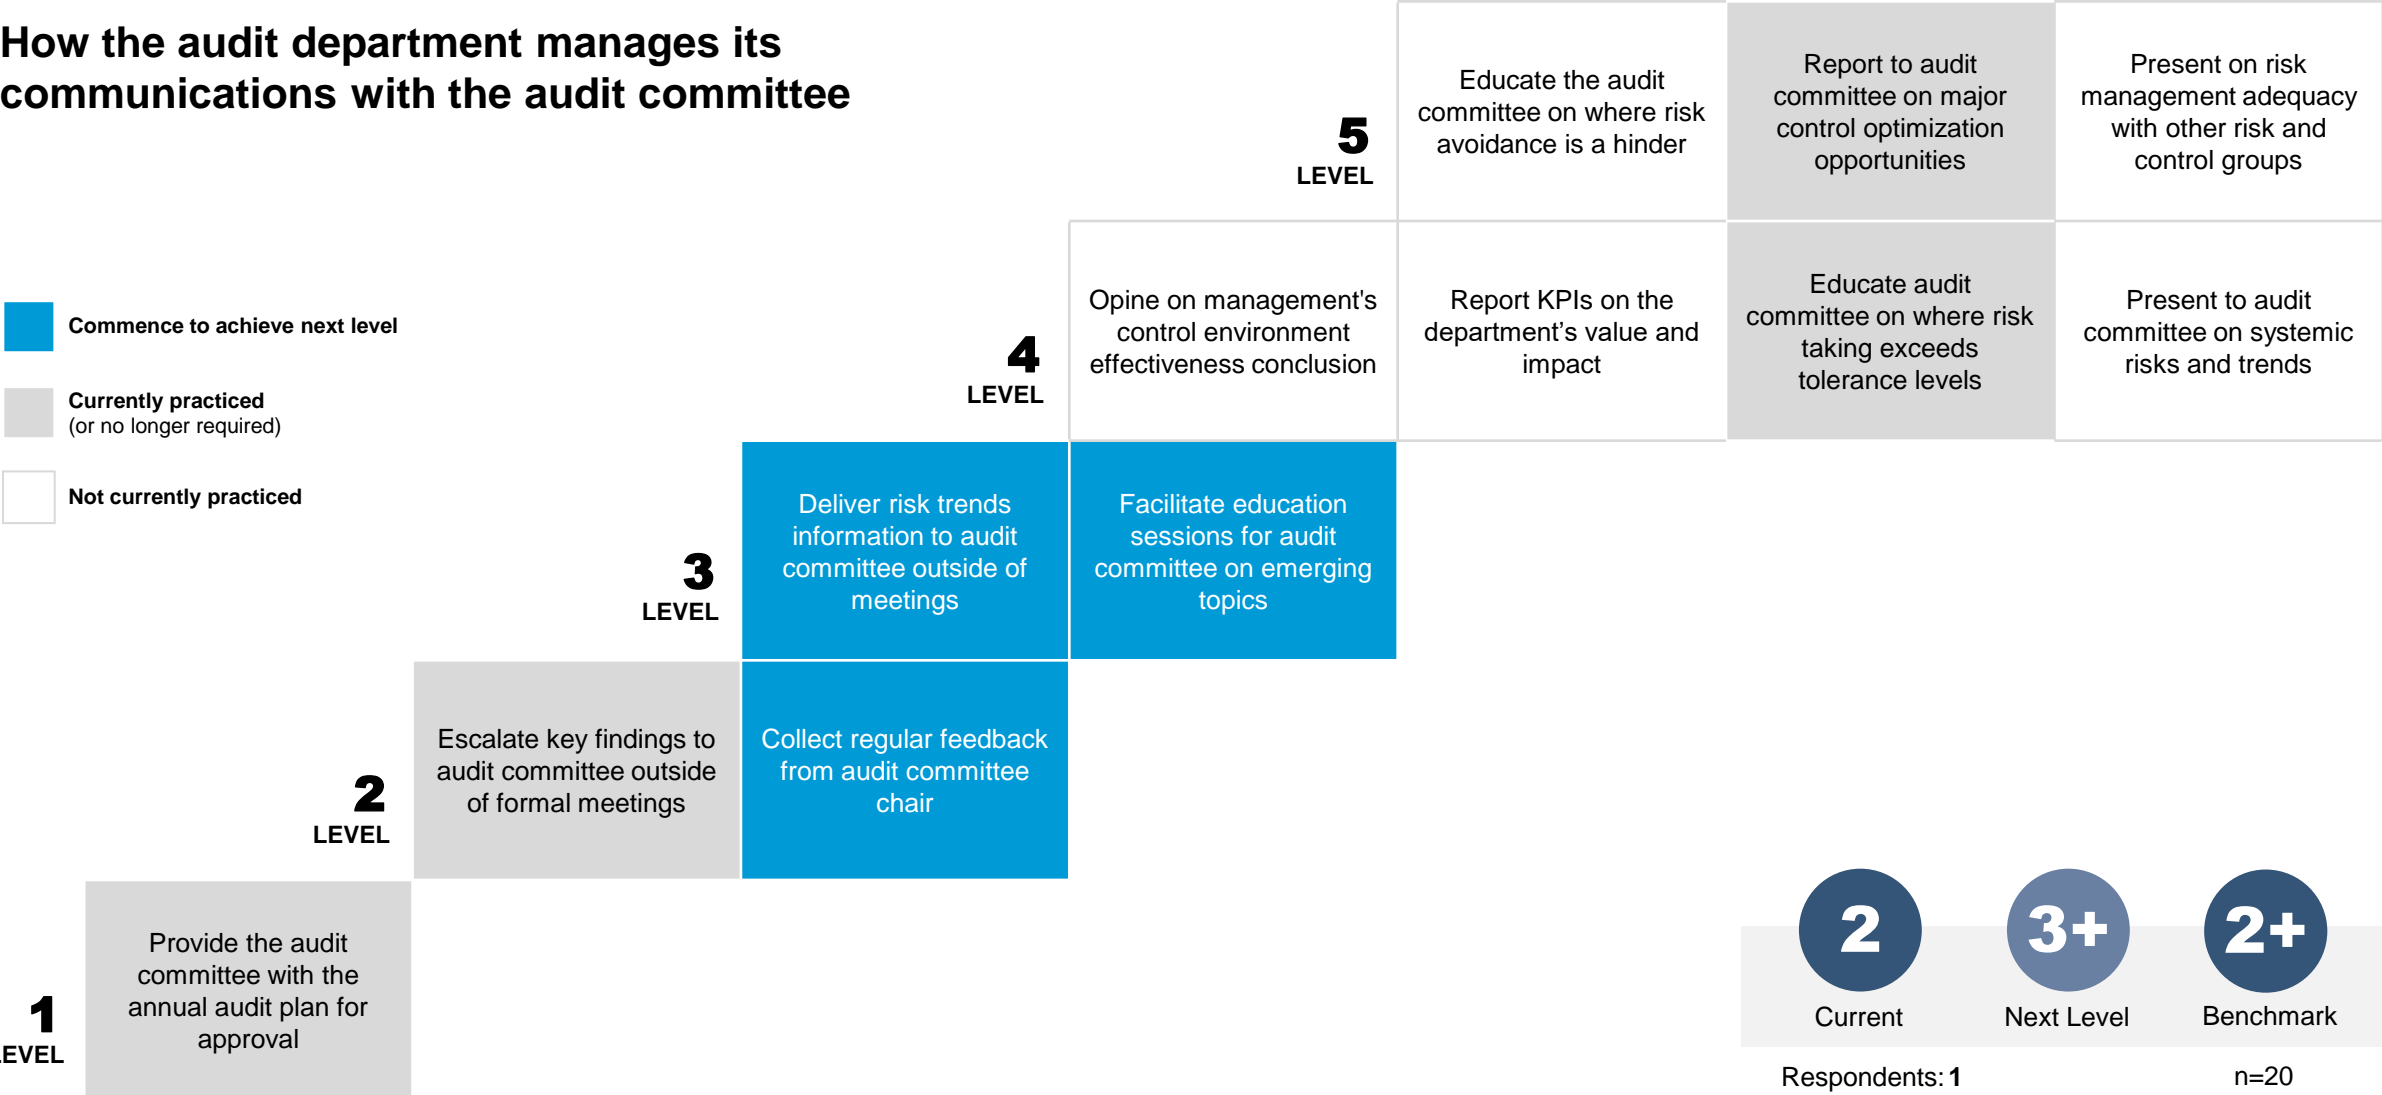 How the audit department manages its
communications with the audit committee
5
LEVEL
Educate the audit
committee on where risk
avoidance is a hinder
Report to audit
committee on major
control optimization
opportunities
Present on risk
management adequacy
with other risk and
control groups
Commence to achieve next level
Currently practiced
(or no longer required)
Not currently practiced
4
LEVEL
Opine on management's
control environment
effectiveness conclusion
Report KPIs on the
department’s value and
impact
Educate audit
committee on where risk
taking exceeds
tolerance levels
Present to audit
committee on systemic
risks and trends
3
LEVEL
Deliver risk trends
information to audit
committee outside of
meetings
Facilitate education
sessions for audit
committee on emerging
topics
2
LEVEL
Escalate key findings to
audit committee outside
of formal meetings
Collect regular feedback
from audit committee
chair
1
LEVEL
Provide the audit
committee with the
annual audit plan for
approval
2
Current
3+
Next Level
2+
Benchmark
Respondents: 1
n=20